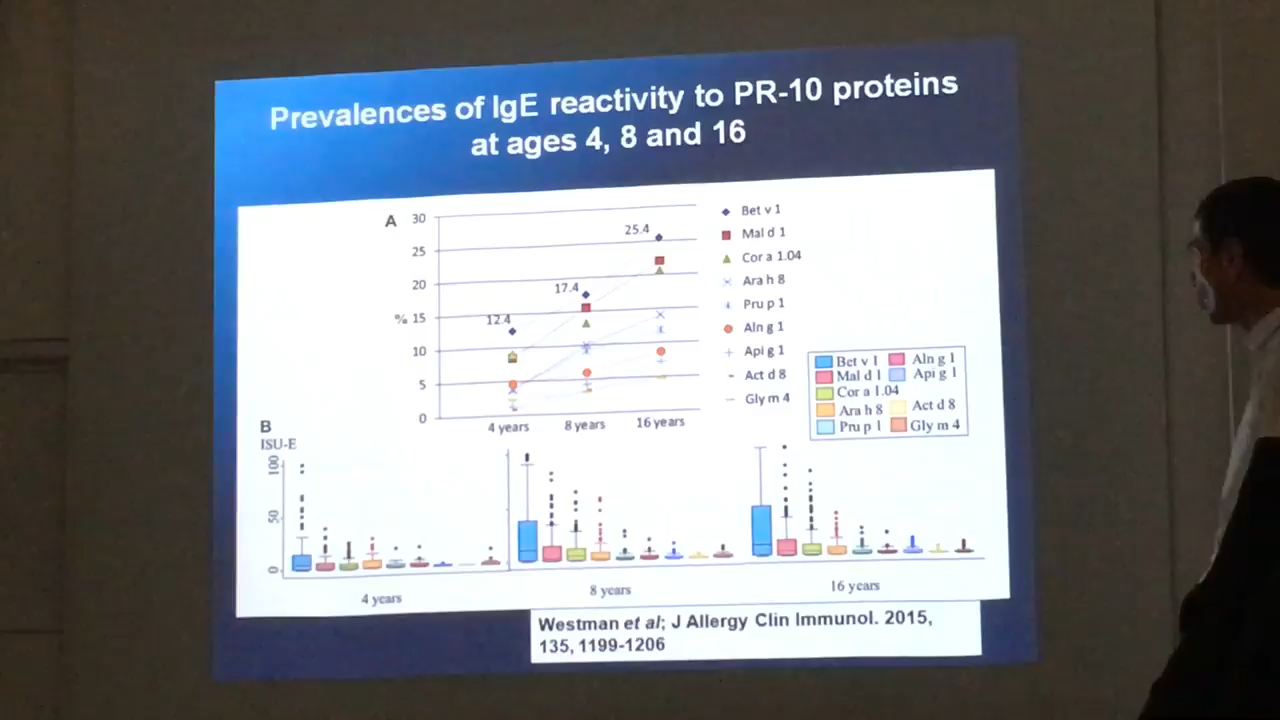 Prevalences of IgE reactivity to PR-10 proteins
at ages 4, 8 and 16
A
30
25
20
% 15
10
5
0
12.4
17.4
25.4
4 years
8 years
16 years
Bet v 1
Mal d 1
Cor a 1.04
Ara h 8
Pru p 1
Aln g 1
Api g 1
Act d 8
Gly m 4
Bet v 1 Aln g 1
Mal d 1 Api g 1
Cor a 1.04
Ara h 8 Act d 8
Pru p 1 Gly m 4
B
ISU-E
100
50
0
4 years
8 years
16 years
Westman et al; J Allergy Clin Immunol. 2015,
135, 1199-1206